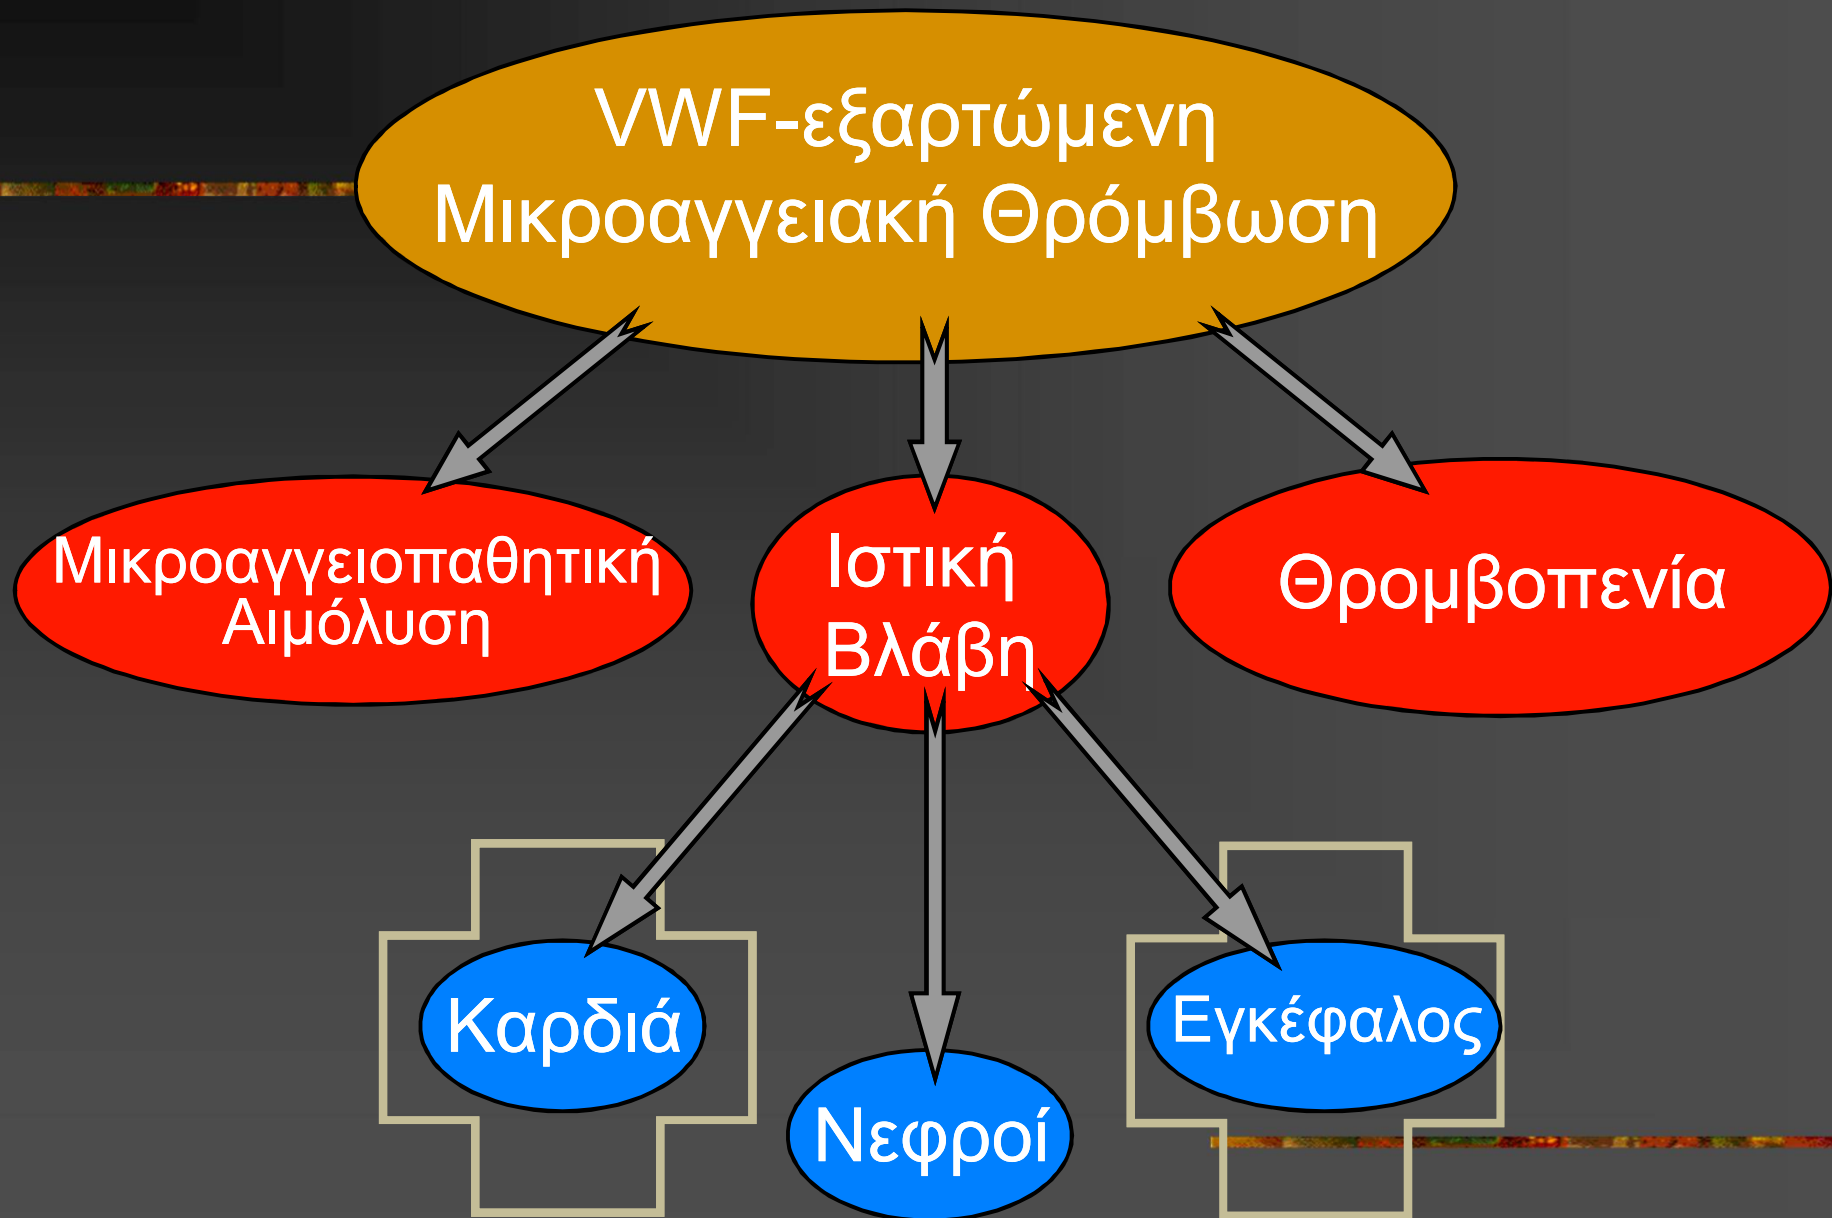 VWF-εξαρτώμενη
Μικροαγγειακή Θρόμβωση
Μικροαγγειοπαθητική
Αιμόλυση
Ιστική
Βλάβη
Θρομβοπενία
Καρδιά
Νεφροί
Εγκέφαλος